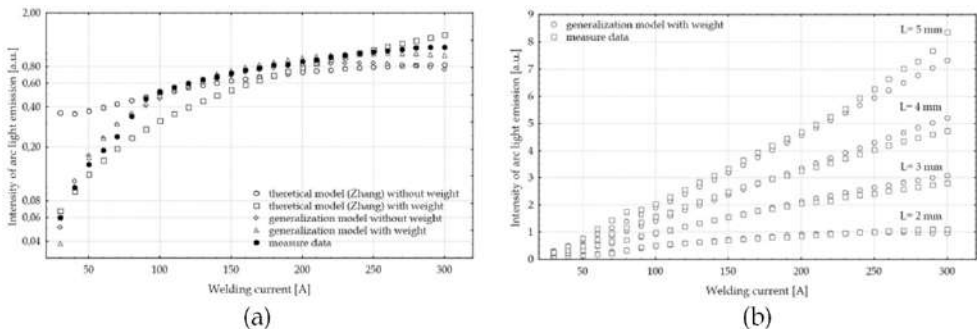 2,00
0,80
0,60
0,40
0,20
0,08
0,06
0,04
Intensity of arc light emission [a.u.]
theretical model (Zhang) without weight
theretical model (Zhang) with weight
generalization model without weight
generalization model with weight
measure data
50 100 150 200 250 300
Welding current [A]
(a)
9
8
7
6
5
4
3
2
1
0
Intensity of arc light emission [a.u.]
generalization model with weight
measure data
L= 5 mm
L= 4 mm
L= 3 mm
L= 2 mm
50 100 150 200 250 300
Welding current [A]
(b)